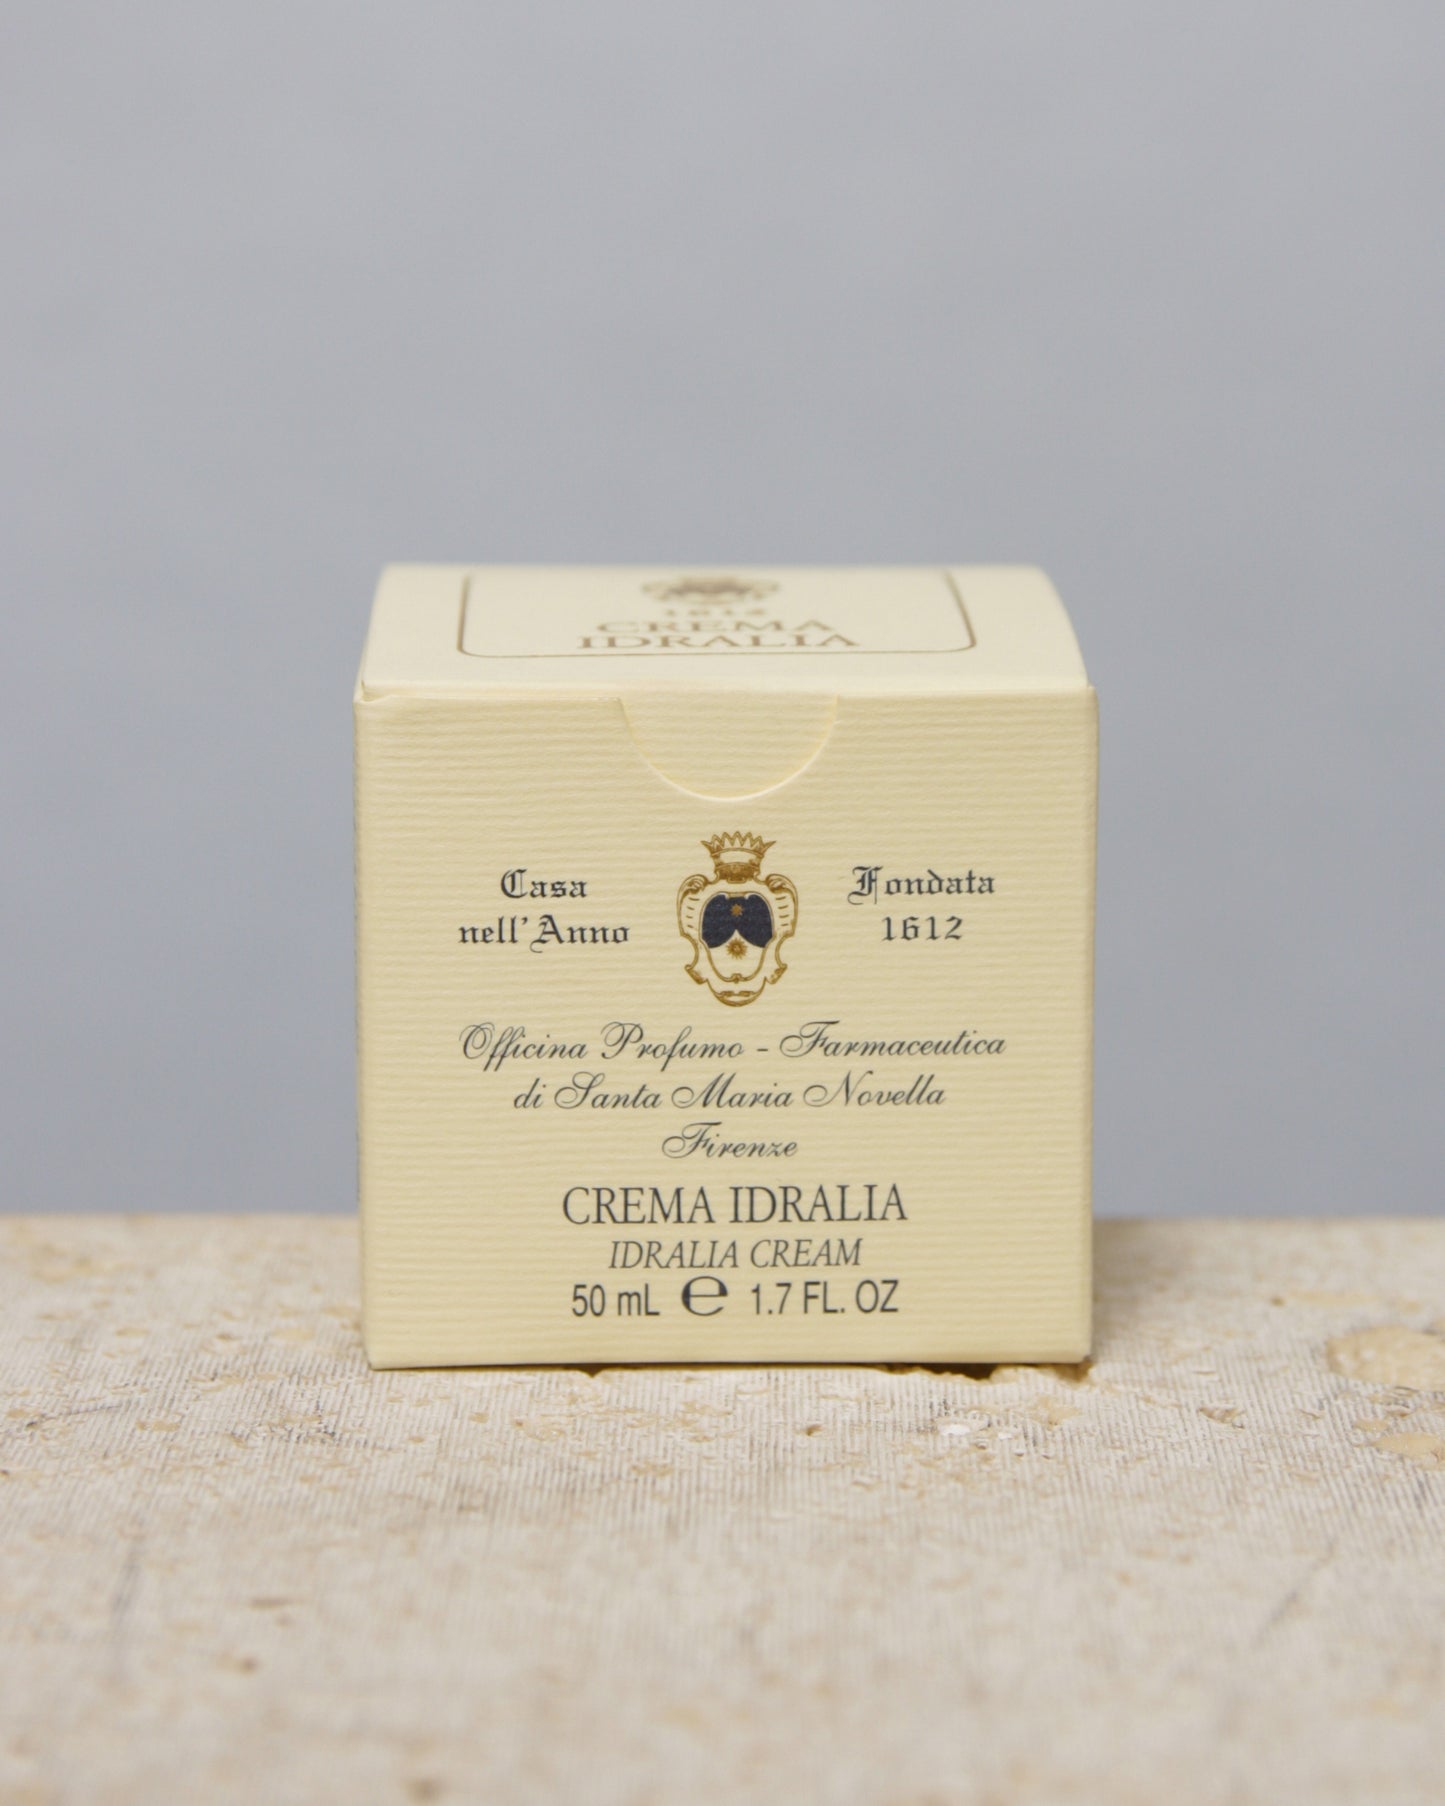 1612
CREMA
IDRALIA
Casa
nell'Anno
Fondata
1612
Officina Profumo - Farmaceutica
di Santa Maria Novella
Firenze
CREMA IDRALIA
IDRALIA CREAM
50 mL ℮ 1.7 FL. OZ